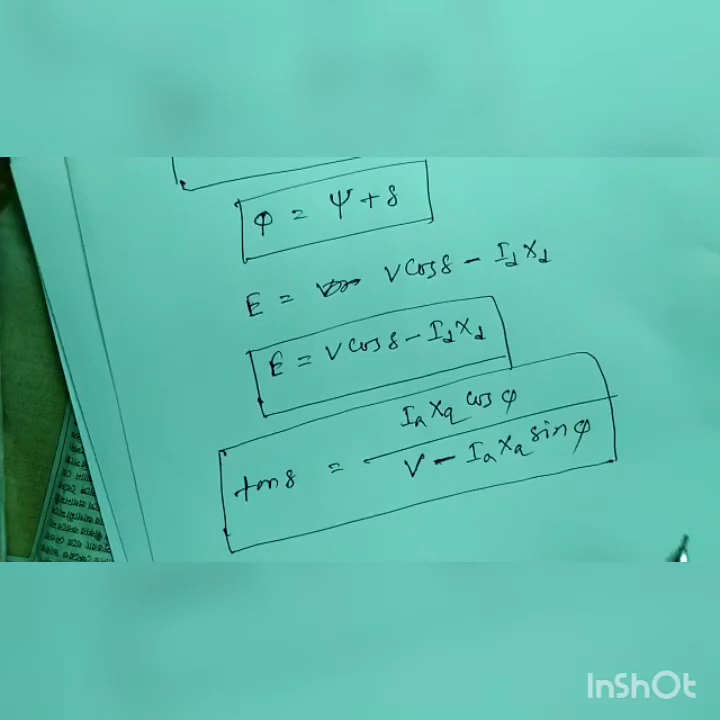 φ = Ψ + δ
E = V cos δ - I_d X_d
E = V cos δ - I_d X_d
tan δ = (I_a X_q cos φ) / (V - I_a X_q sin φ)
InShOt